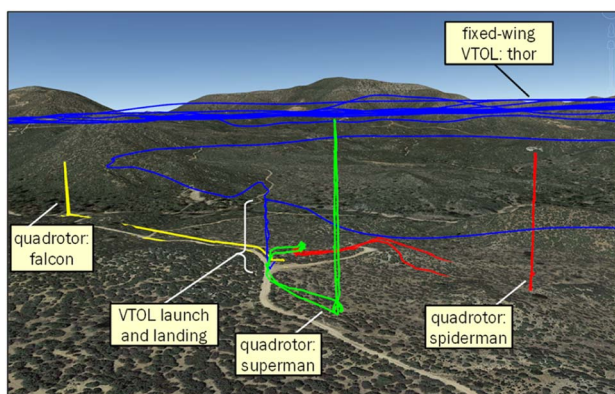 fixed-wing
VTOL: thor
quadrotor:
falcon
VTOL launch
and landing
quadrotor:
superman
quadrotor:
spiderman